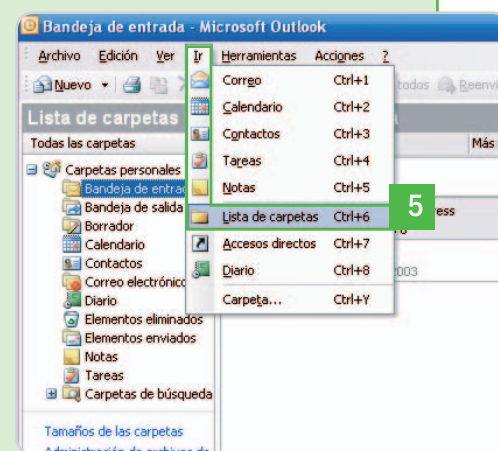 Bandeja de entrada - Microsoft Outlook
Archivo Edición Ver Ir Herramientas Acciones ?
Nuevo todos
Lista de carpetas
Todas las carpetas Más
Correo Ctrl+1
Calendario Ctrl+2
Contactos Ctrl+3
Tareas Ctrl+4
Notas Ctrl+5
Lista de carpetas Ctrl+6
5
Accesos directos Ctrl+7
Diario Ctrl+8
Carpeta... Ctrl+Y
2003
Carpetas personales
Bandeja de
Bandeja de salida
Borrador
Calendario
Contactos
Correo
Diario
Elementos eliminados
Elementos enviados
Notas
Tareas
Carpetas de búsqueda
Tamaños de las carpetas